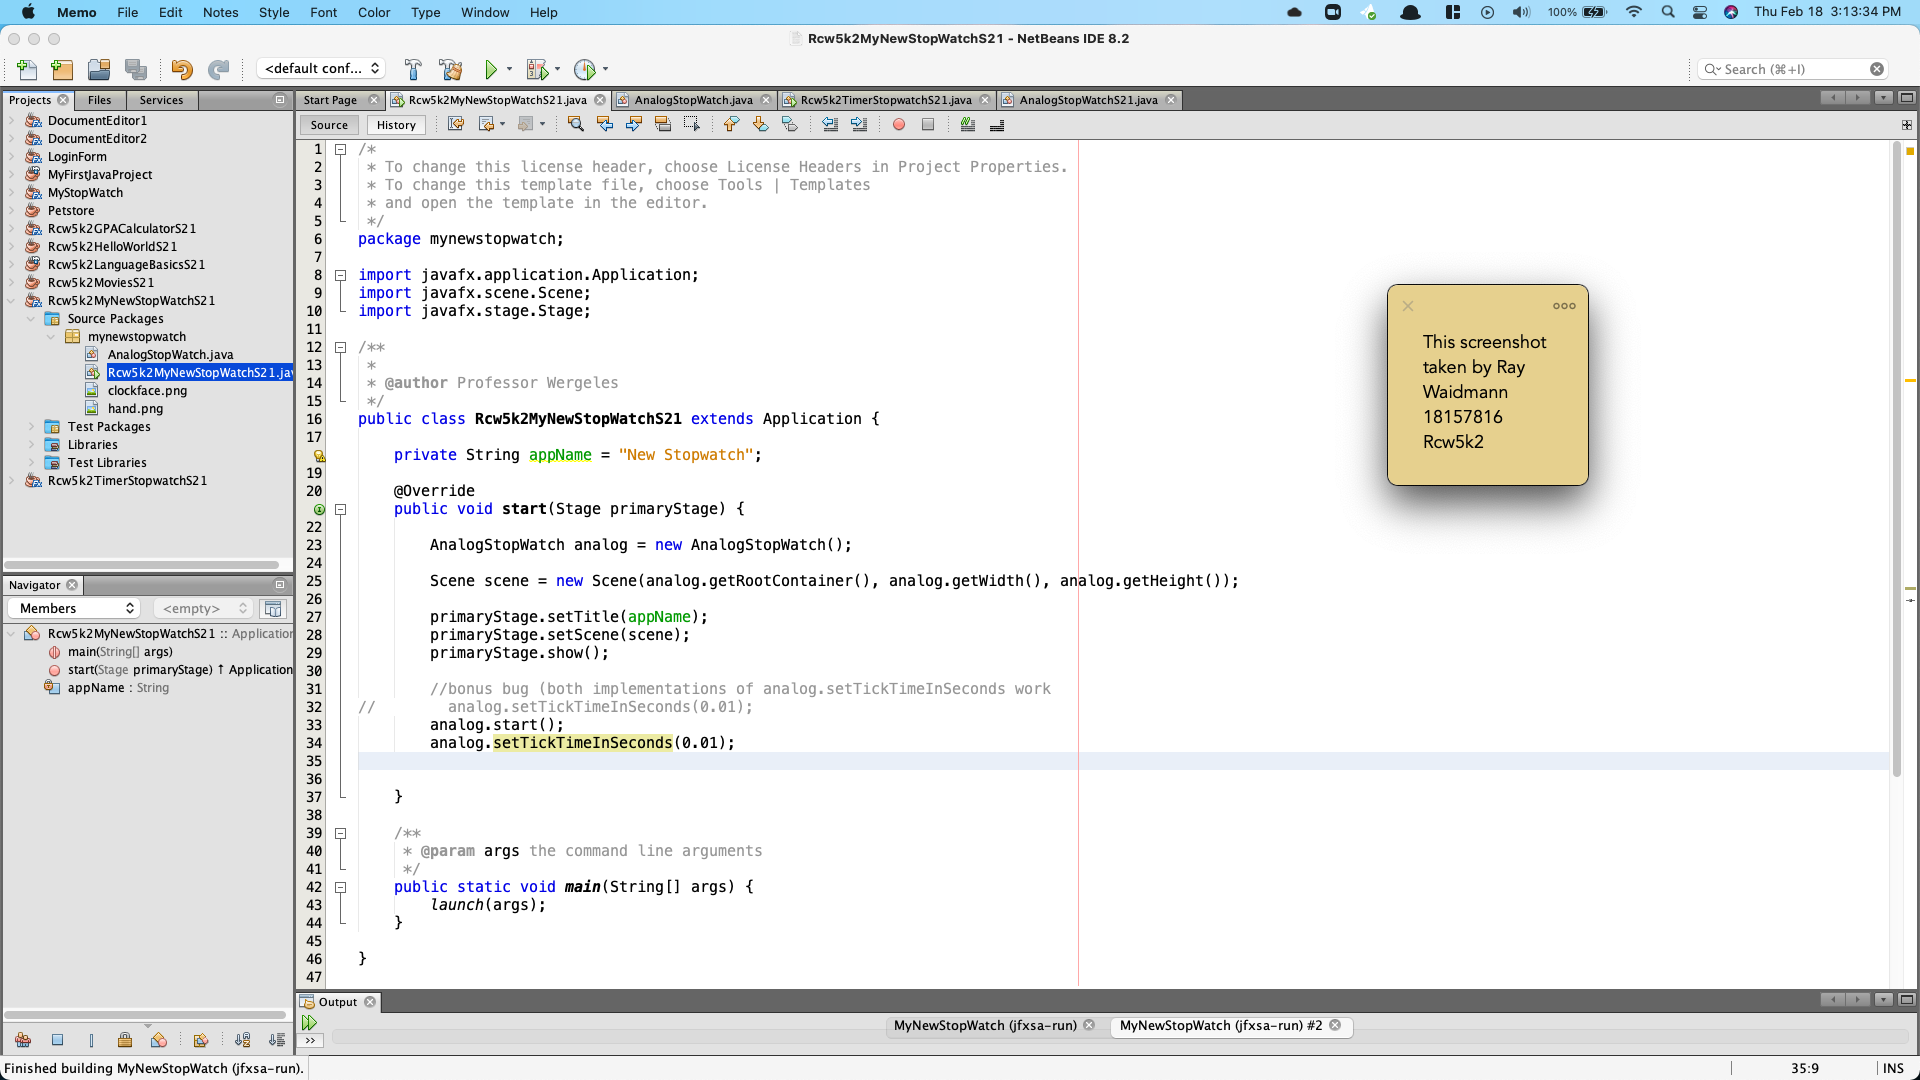 Memo File Edit Notes Style Font Color Type Window Help 100% Thu Feb 18 3:13:34 PM
Rcw5k2MyNewStopWatchS21 - NetBeans IDE 8.2
<default conf... Search (⌘+I)
Projects Files Services Start Page Rcw5k2MyNewStopWatchS21.java AnalogStopWatch.java Rcw5k2TimerStopwatchS21.java AnalogStopWatchS21.java
Source History
DocumentEditor1
DocumentEditor2
LoginForm
MyFirstJavaProject
MyStopWatch
Petstore
Rcw5k2GPACalculatorS21
Rcw5k2HelloWorldS21
Rcw5k2LanguageBasicsS21
Rcw5k2MoviesS21
Rcw5k2MyNewStopWatchS21
Source Packages
mynewstopwatch
AnalogStopWatch.java
Rcw5k2MyNewStopWatchS21.jav
clockface.png
hand.png
Test Packages
Libraries
Test Libraries
Rcw5k2TimerStopwatchS21
Navigator
Members <empty>
Rcw5k2MyNewStopWatchS21 :: Application
main(String[] args)
start(Stage primaryStage) ↑ Application
appName : String
1 /*
2 * To change this license header, choose License Headers in Project Properties.
3 * To change this template file, choose Tools | Templates
4 * and open the template in the editor.
5 */
6 package mynewstopwatch;
7
8 import javafx.application.Application;
9 import javafx.scene.Scene;
10 import javafx.stage.Stage;
11
12 /**
13 *
14 * @author Professor Wergeles
15 */
16 public class Rcw5k2MyNewStopWatchS21 extends Application {
17
private String appName = "New Stopwatch";
19
20 @Override
public void start(Stage primaryStage) {
22
23 AnalogStopWatch analog = new AnalogStopWatch();
24
25 Scene scene = new Scene(analog.getRootContainer(), analog.getWidth(), analog.getHeight());
26
27 primaryStage.setTitle(appName);
28 primaryStage.setScene(scene);
29 primaryStage.show();
30
31 //bonus bug (both implementations of analog.setTickTimeInSeconds work
32 // analog.setTickTimeInSeconds(0.01);
33 analog.start();
34 analog.setTickTimeInSeconds(0.01);
35
36
37 }
38
39 /**
40 * @param args the command line arguments
41 */
42 public static void main(String[] args) {
43 launch(args);
44 }
45
46 }
47
This screenshot
taken by Ray
Waidmann
18157816
Rcw5k2
Output
MyNewStopWatch (jfxsa-run) MyNewStopWatch (jfxsa-run) #2
Finished building MyNewStopWatch (jfxsa-run). 35:9 INS